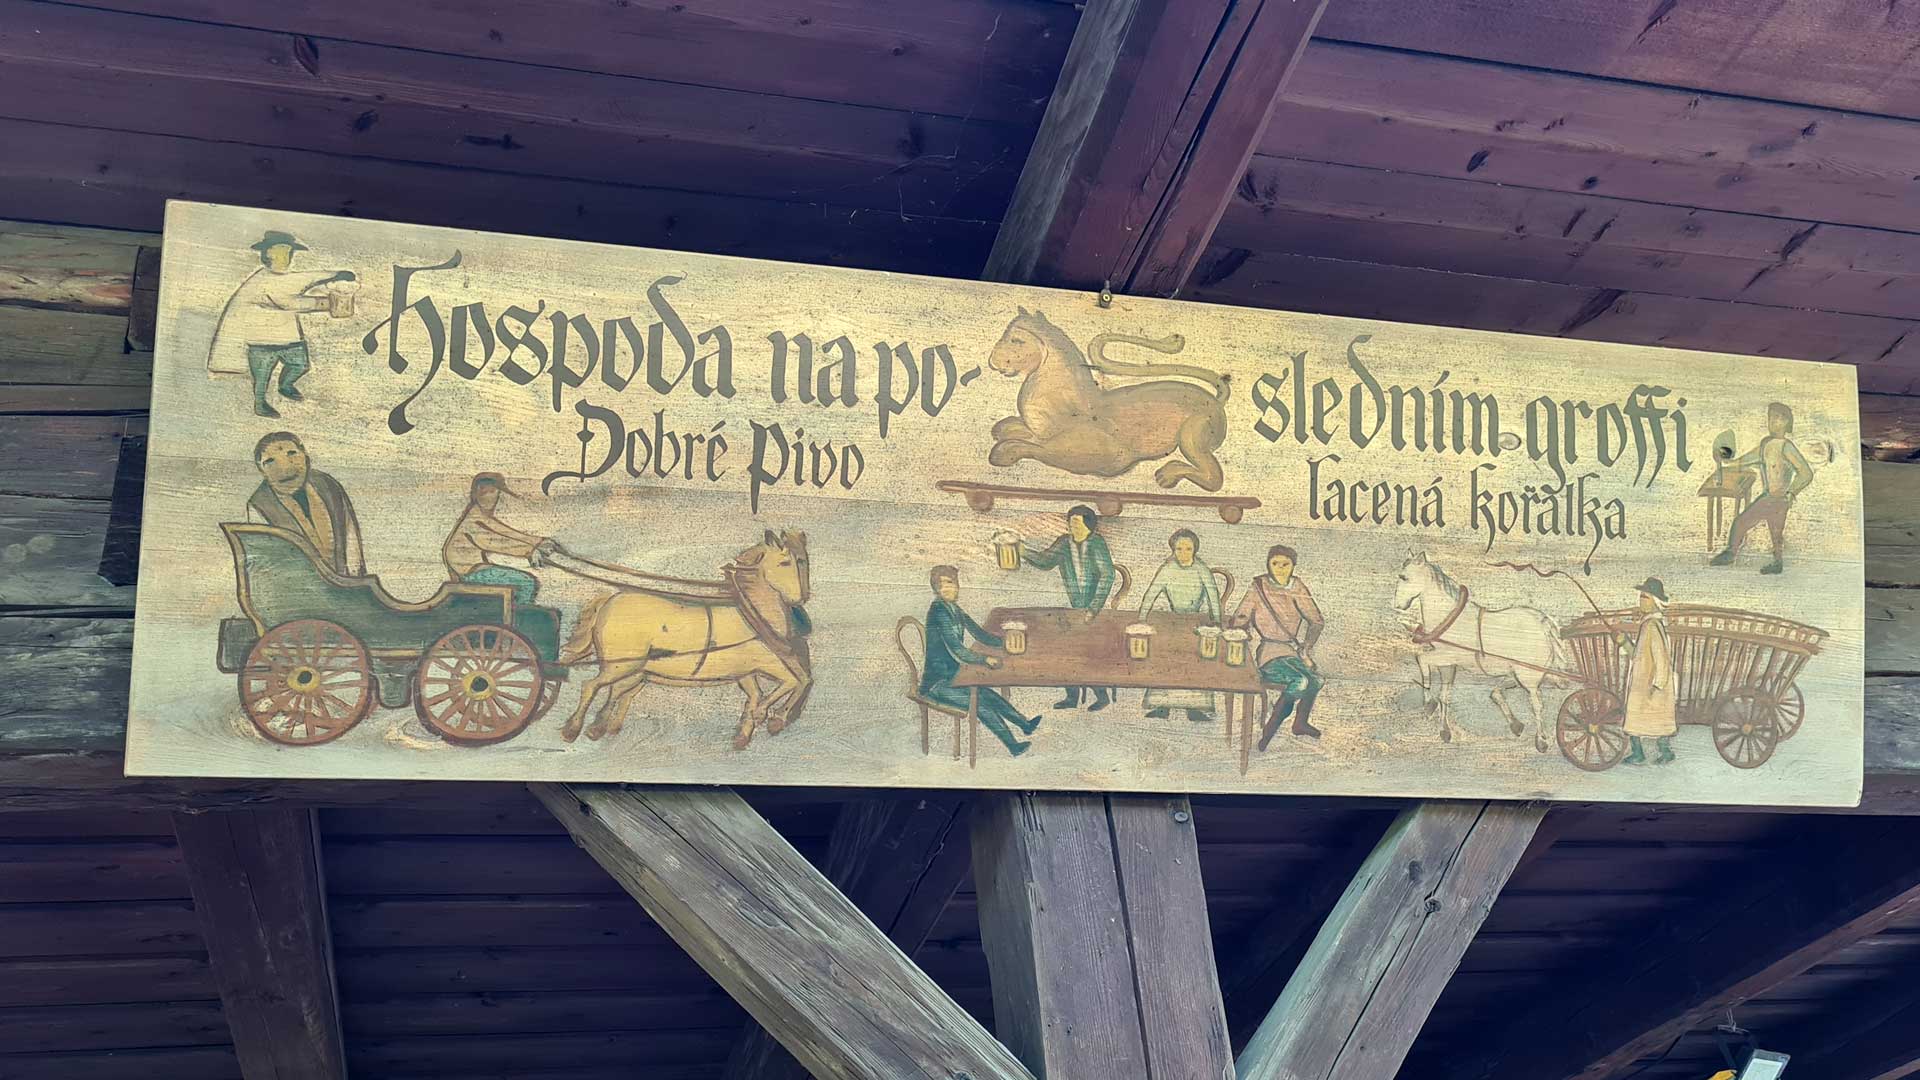 hospoda na po-
sledním groffi
Dobré Pivo
lacená kořalka